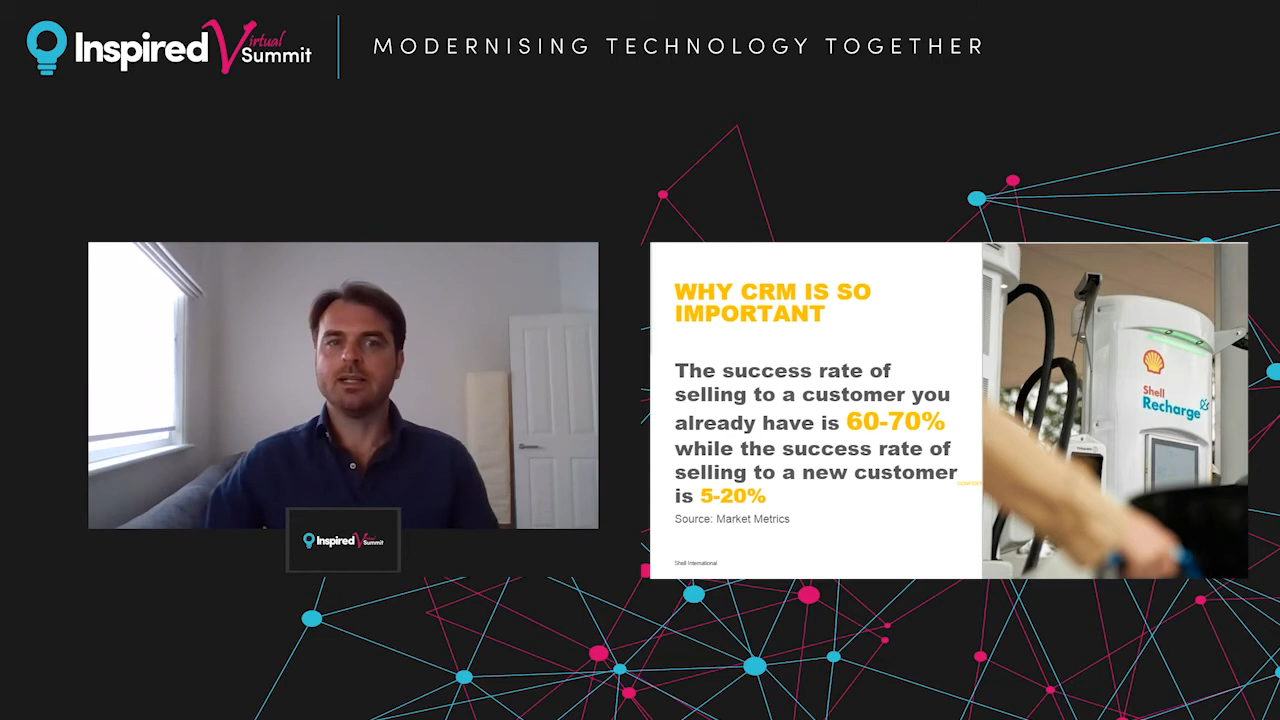 Inspired Virtual Summit
MODERNISING TECHNOLOGY TOGETHER
WHY CRM IS SO
IMPORTANT
The success rate of
selling to a customer you
already have is 60-70%
while the success rate of
selling to a new customer
is 5-20%
Source: Market Metrics
Shell International
Shell
Recharge
Inspired Virtual Summit